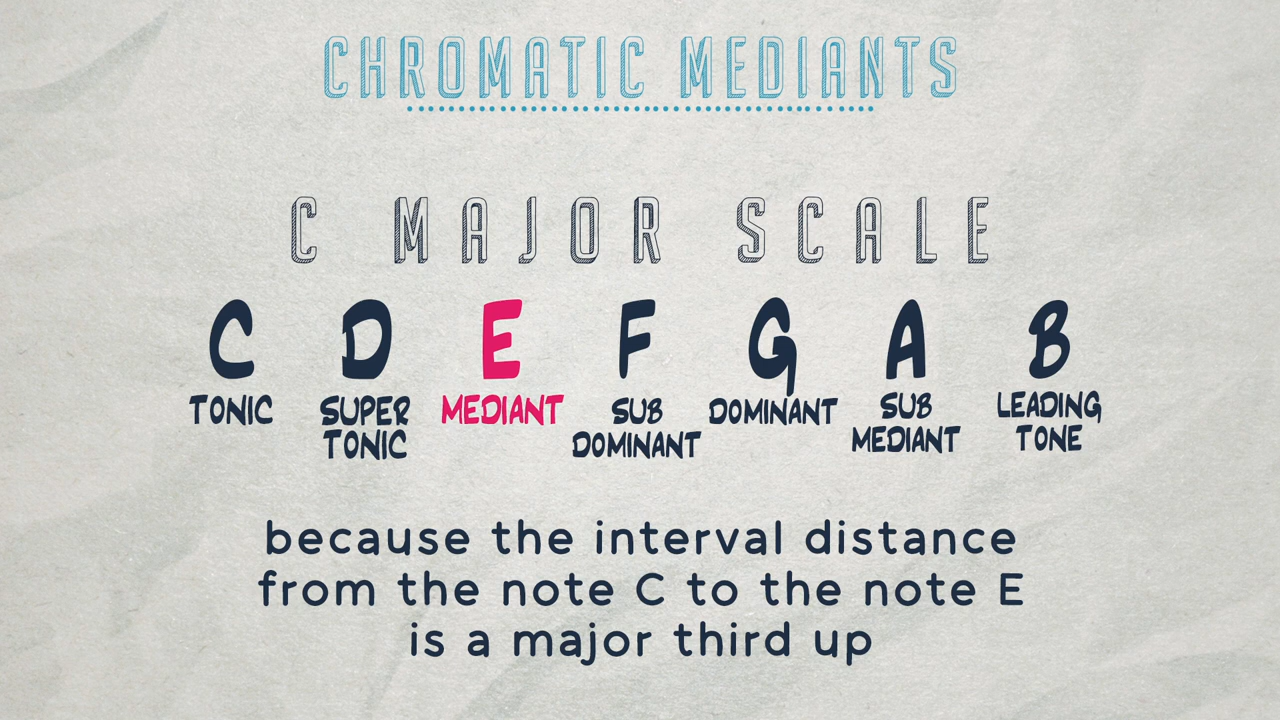 CHROMATIC MEDIANTS
C MAJOR SCALE
C D E F G A B
TONIC SUPER TONIC MEDIANT SUB DOMINANT DOMINANT SUB MEDIANT LEADING TONE
because the interval distance
from the note C to the note E
is a major third up